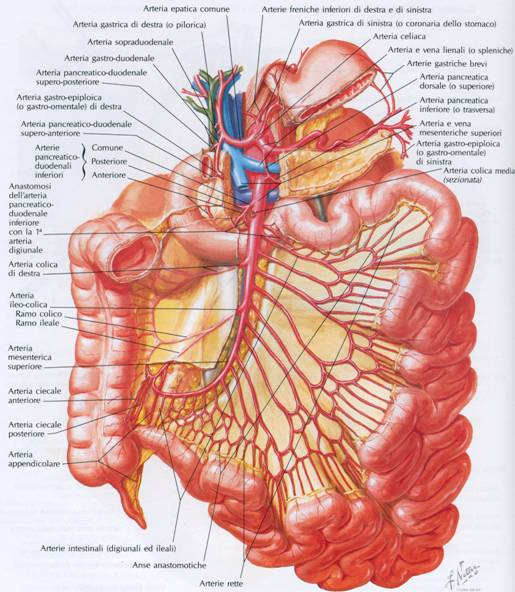 Arteria epatica comune
Arteria gastrica di destra (o pilorica)
Arteria sopraduodenale
Arteria gastro-duodenale
Arteria pancreatico-duodenale
supero-posteriore
Arteria gastro-epiploica
(o gastro-omentale) di destra
Arteria pancreatico-duodenale
supero-anteriore
Arterie
pancreatico-
duodenali
inferiori
Comune
Posteriore
Anteriore
Anastomosi
dell'arteria
pancreatico-
duodenale
inferiore
con la 1ª
arteria
digiunale
Arteria colica
di destra
Arteria
ileo-colica
Ramo colico
Ramo ileale
Arteria
mesenterica
superiore
Arteria ciecale
anteriore
Arteria ciecale
posteriore
Arteria
appendicolare
Arterie freniche inferiori di destra e di sinistra
Arteria gastrica di sinistra (o coronaria dello stomaco)
Arteria celiaca
Arteria e vena lienali (o spleniche)
Arterie gastriche brevi
Arteria pancreatica
dorsale (o superiore)
Arteria pancreatica
inferiore (o trasversa)
Arteria e vena
mesenteriche superiori
Arteria gastro-epiploica
(o gastro-omentale)
di sinistra
Arteria colica media
(sezionata)
Arterie intestinali (digiunali ed ileali)
Anse anastomotiche
Arterie rette
F. Netter